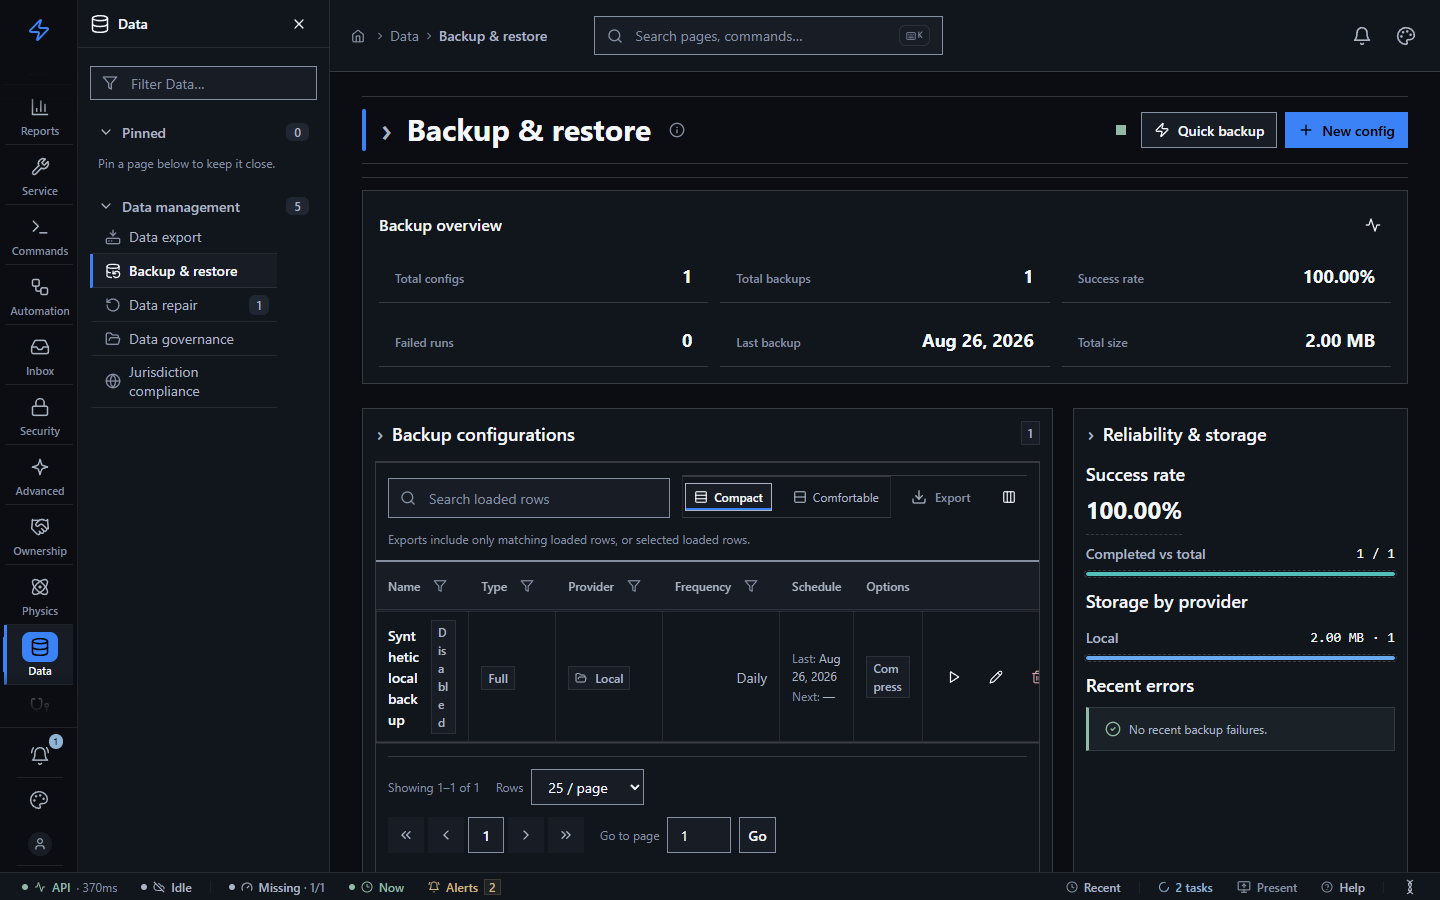 Data
Data
Backup & restore
Search pages, commands...
K
Filter Data...
Pinned
0
Pin a page below to keep it close.
Data management
5
Data export
Backup & restore
Data repair
1
Data governance
Jurisdiction
compliance
Reports
Service
Commands
Automation
Inbox
Security
Advanced
Ownership
Physics
Data
1
Backup & restore
Quick backup
New config
Backup overview
Total configs
1
Total backups
1
Success rate
100.00%
Failed runs
0
Last backup
Aug 26, 2026
Total size
2.00 MB
Backup configurations
1
Search loaded rows
Compact
Comfortable
Export
Exports include only matching loaded rows, or selected loaded rows.
Name
Type
Provider
Frequency
Schedule
Options
Synt
hetic
local
back
up
D
is
a
bl
e
d
Full
Local
Daily
Last: Aug
26, 2026
Next: —
Com
press
Showing 1–1 of 1
Rows
25 / page
1
Go to page
1
Go
Reliability & storage
Success rate
100.00%
Completed vs total
1 / 1
Storage by provider
Local
2.00 MB · 1
Recent errors
No recent backup failures.
API · 370ms
Idle
Missing · 1/1
Now
Alerts 2
Recent
2 tasks
Present
Help